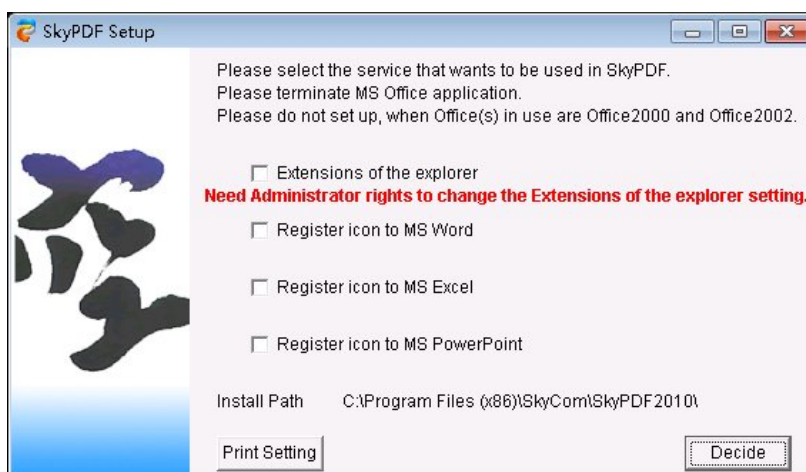 SkyPDF Setup
Please select the service that wants to be used in SkyPDF.
Please terminate MS Office application.
Please do not set up, when Office(s) in use are Office2000 and Office2002.
Extensions of the explorer
Need Administrator rights to change the Extensions of the explorer setting.
Register icon to MS Word
Register icon to MS Excel
Register icon to MS PowerPoint
Install Path C:\Program Files (x86)\SkyCom\SkyPDF2010\
Print Setting Decide